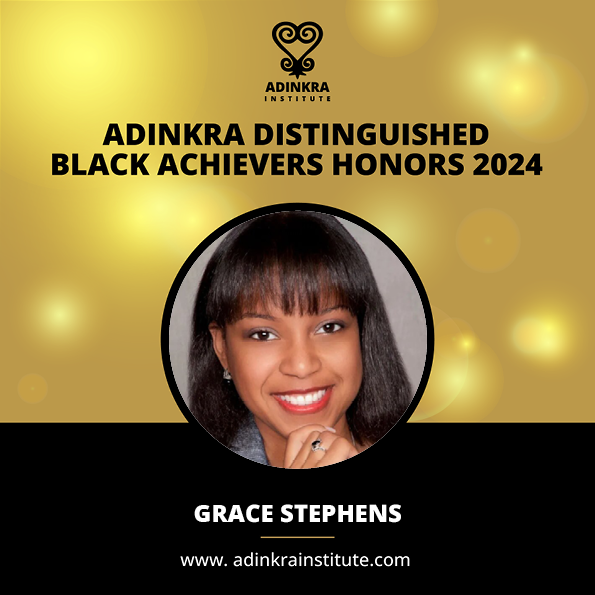 ADINKRA
INSTITUTE
ADINKRA DISTINGUISHED
BLACK ACHIEVERS HONORS 2024
GRACE STEPHENS
www. adinkrainstitute.com